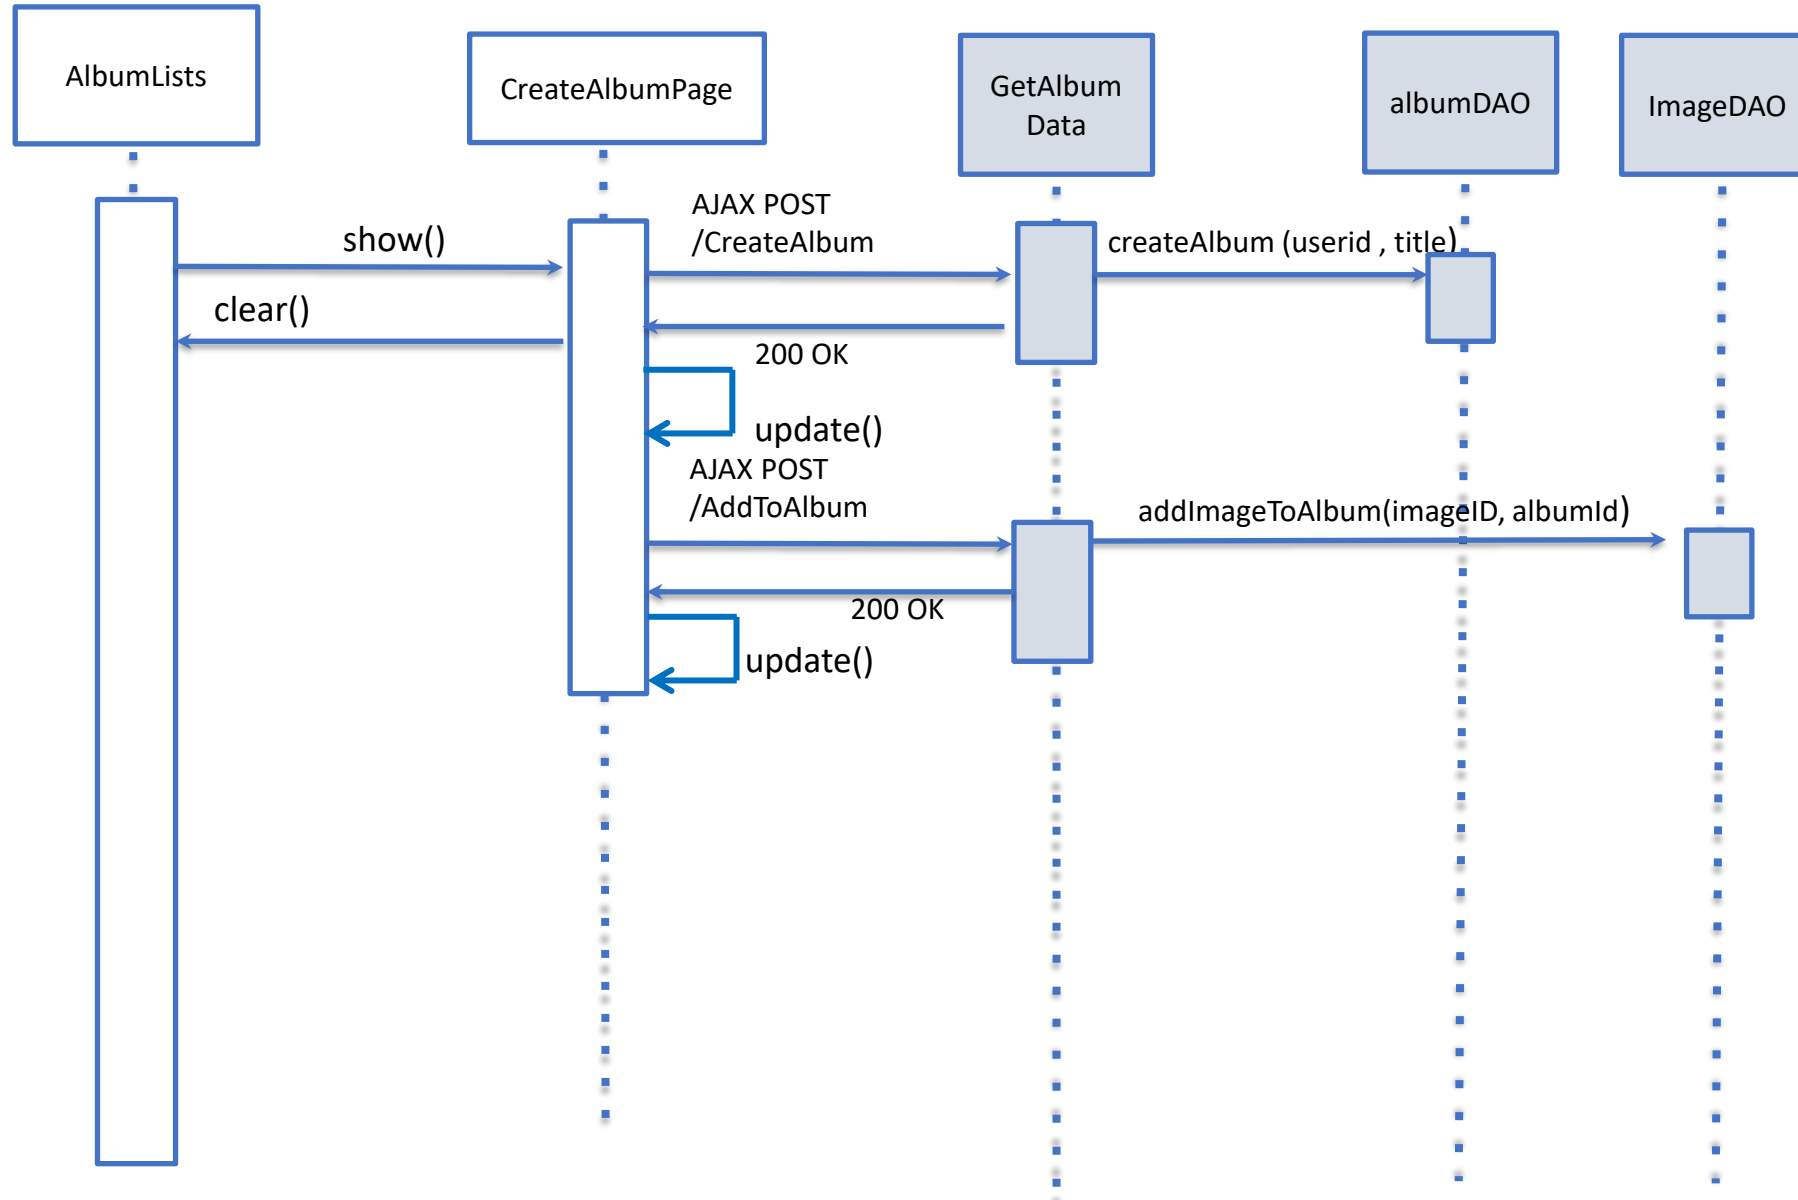 AlbumLists
CreateAlbumPage
GetAlbum
Data
albumDAO
ImageDAO
AJAX POST
/CreateAlbum
show()
createAlbum (userid , title)
clear()
200 OK
update()
AJAX POST
/AddToAlbum
addImageToAlbum(imageID, albumId)
200 OK
update()